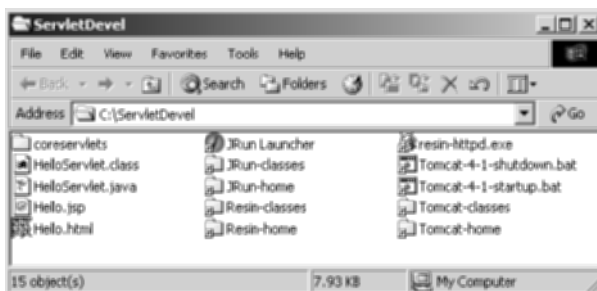 ServletDevel
File Edit View Favorites Tools Help
Back Search Folders
Address C:\ServletDevel Go
coreservlets JRun Launcher resin-httpd.exe
HelloServlet.class JRun-classes Tomcat-4-1-shutdown.bat
HelloServlet.java JRun-home Tomcat-4-1-startup.bat
Hello.jsp Resin-classes Tomcat-classes
Hello.html Resin-home Tomcat-home
15 object(s) 7.93 KB My Computer